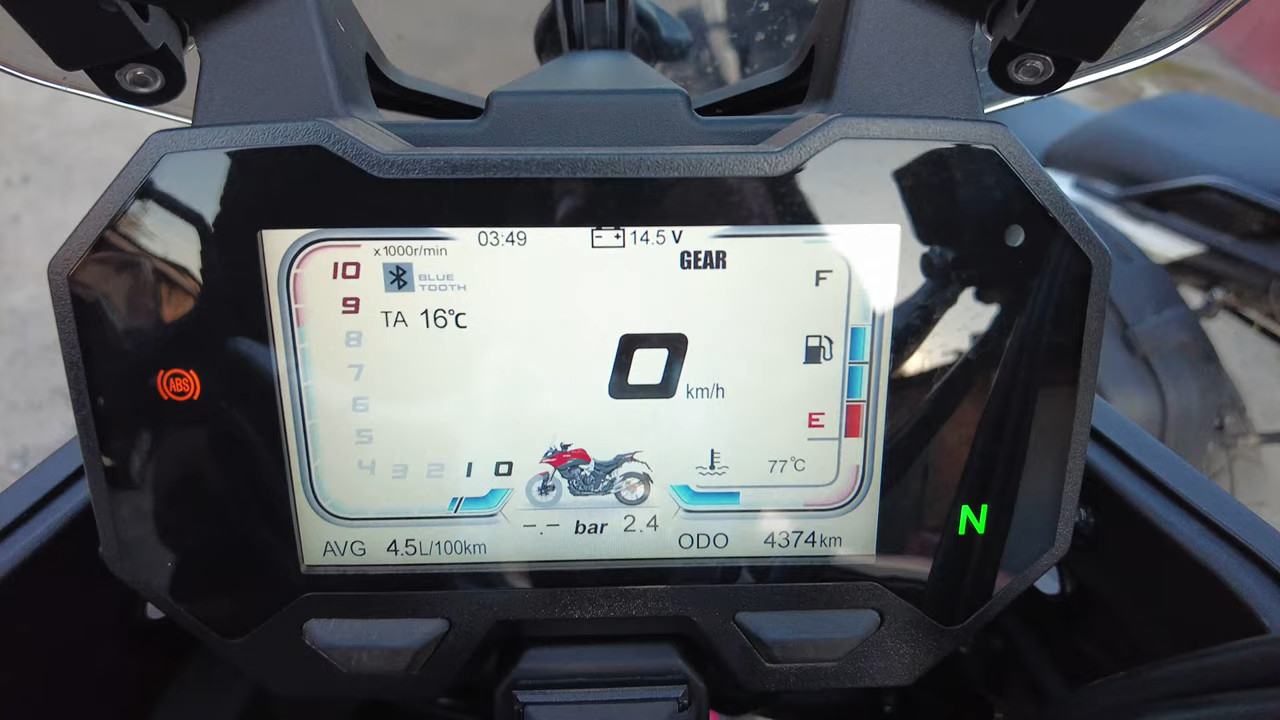 03:49
14.5 V
x1000r/min
GEAR
10
BLUE
TOOTH
F
9
TA 16℃
8
0 km/h
7
ABS
6
E
5
4 3 2 1 0
77℃
-.- bar 2.4
AVG 4.5L/100km
ODO 4374km
N